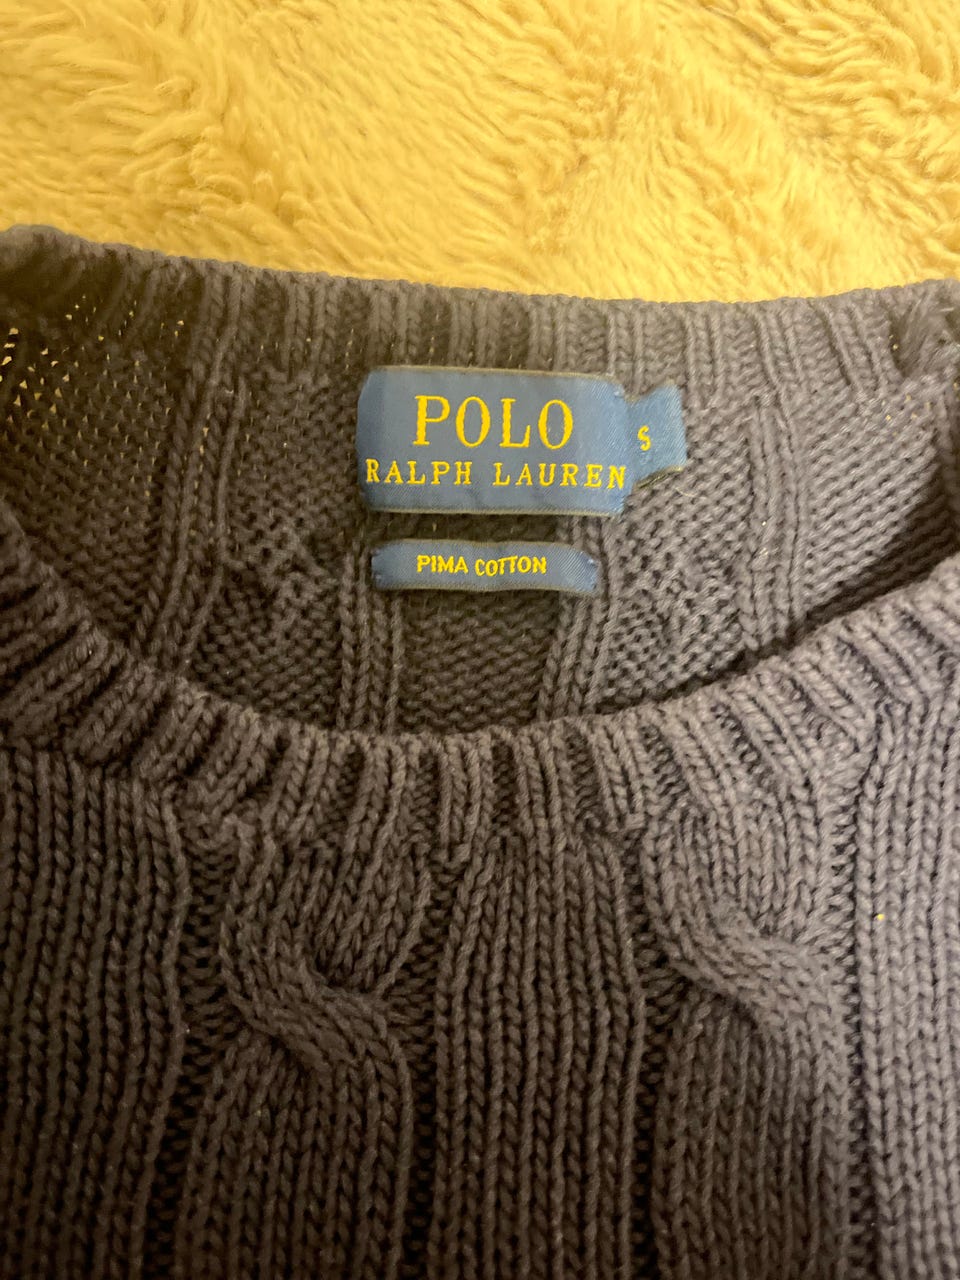 POLO
RALPH LAUREN
S
PIMA COTTON